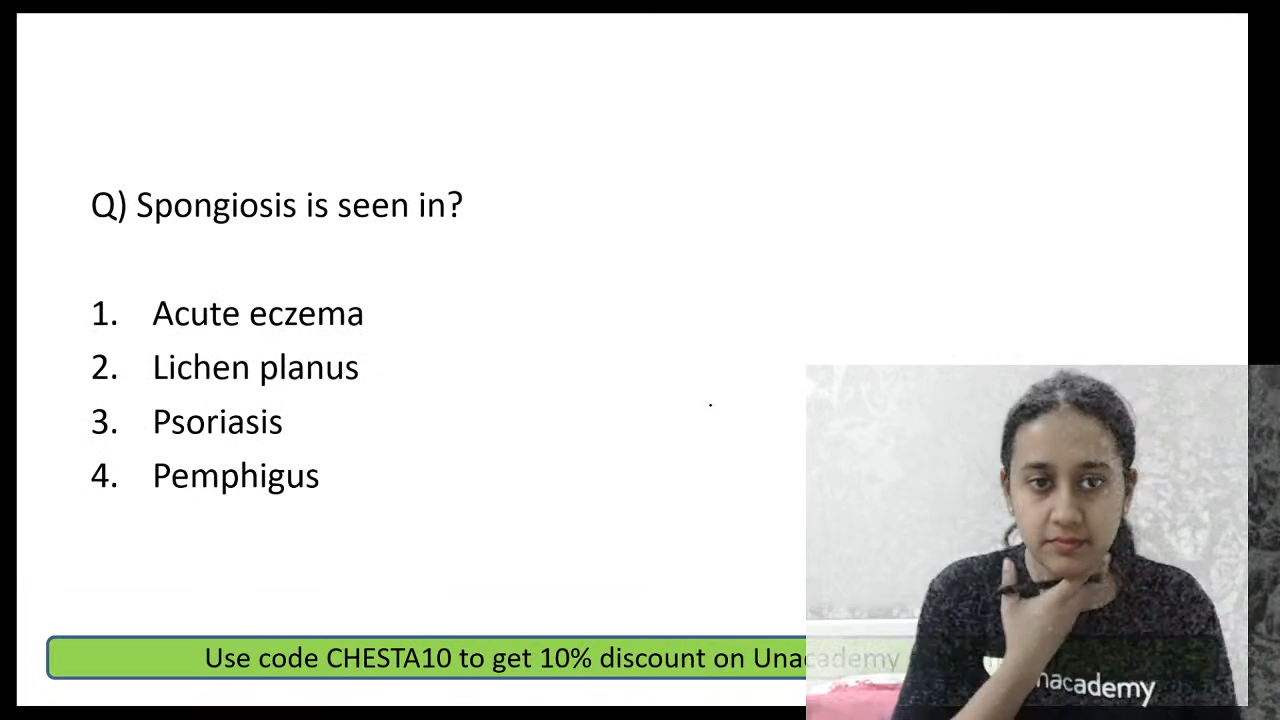 Q) Spongiosis is seen in?
1. Acute eczema
2. Lichen planus
3. Psoriasis
4. Pemphigus
Use code CHESTA10 to get 10% discount on Unacademy
nacademy